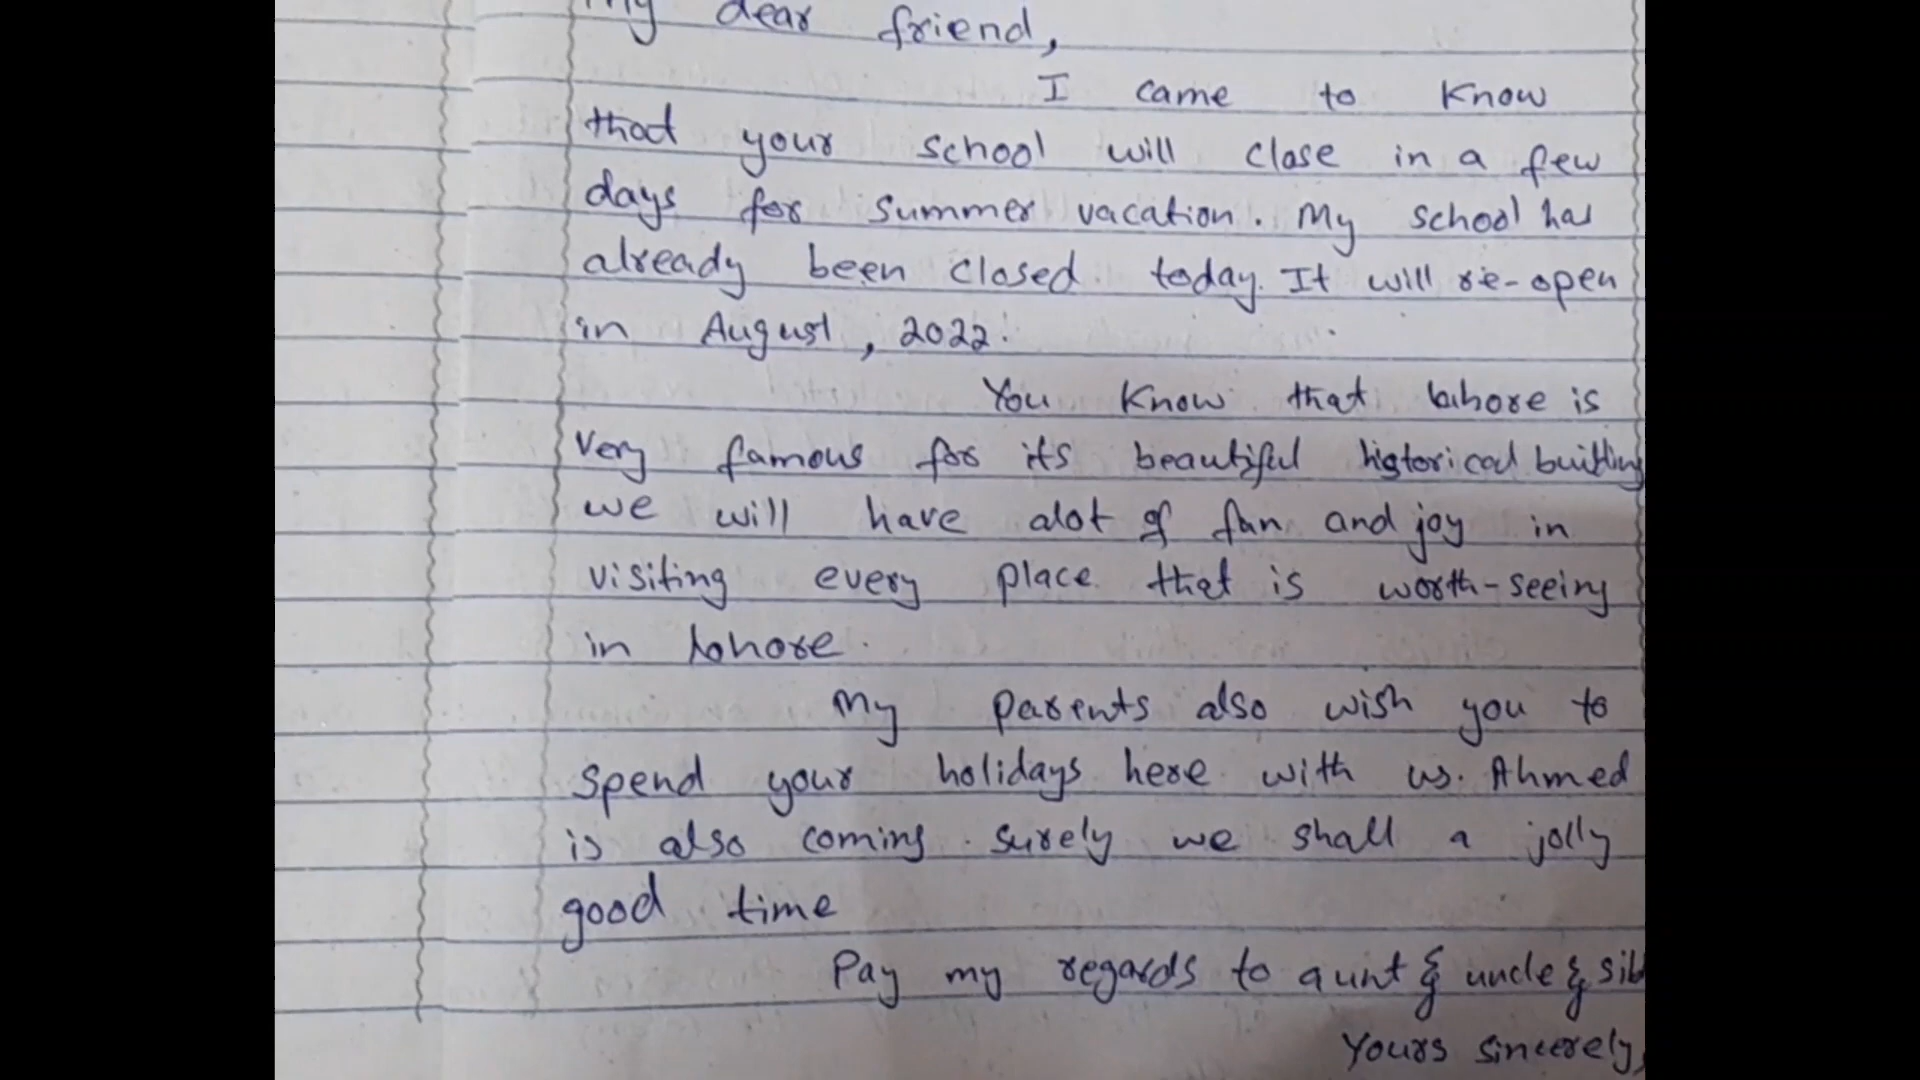 My dear friend,
I came to know
that your school will close in a few
days for summer vacation. My school has
already been closed today. It will re-open
in August, 2022.
You know that Lahore is
very famous for its beautiful historical
we will have alot of fun and joy in
visiting every place that is worth-seeing
in Lahore.
My parents also wish you to
spend your holidays here with us. Ahmed
is also coming. surely we shall a jolly
good time
Pay my regards to aunt & uncle & sib
Yours sincerely,